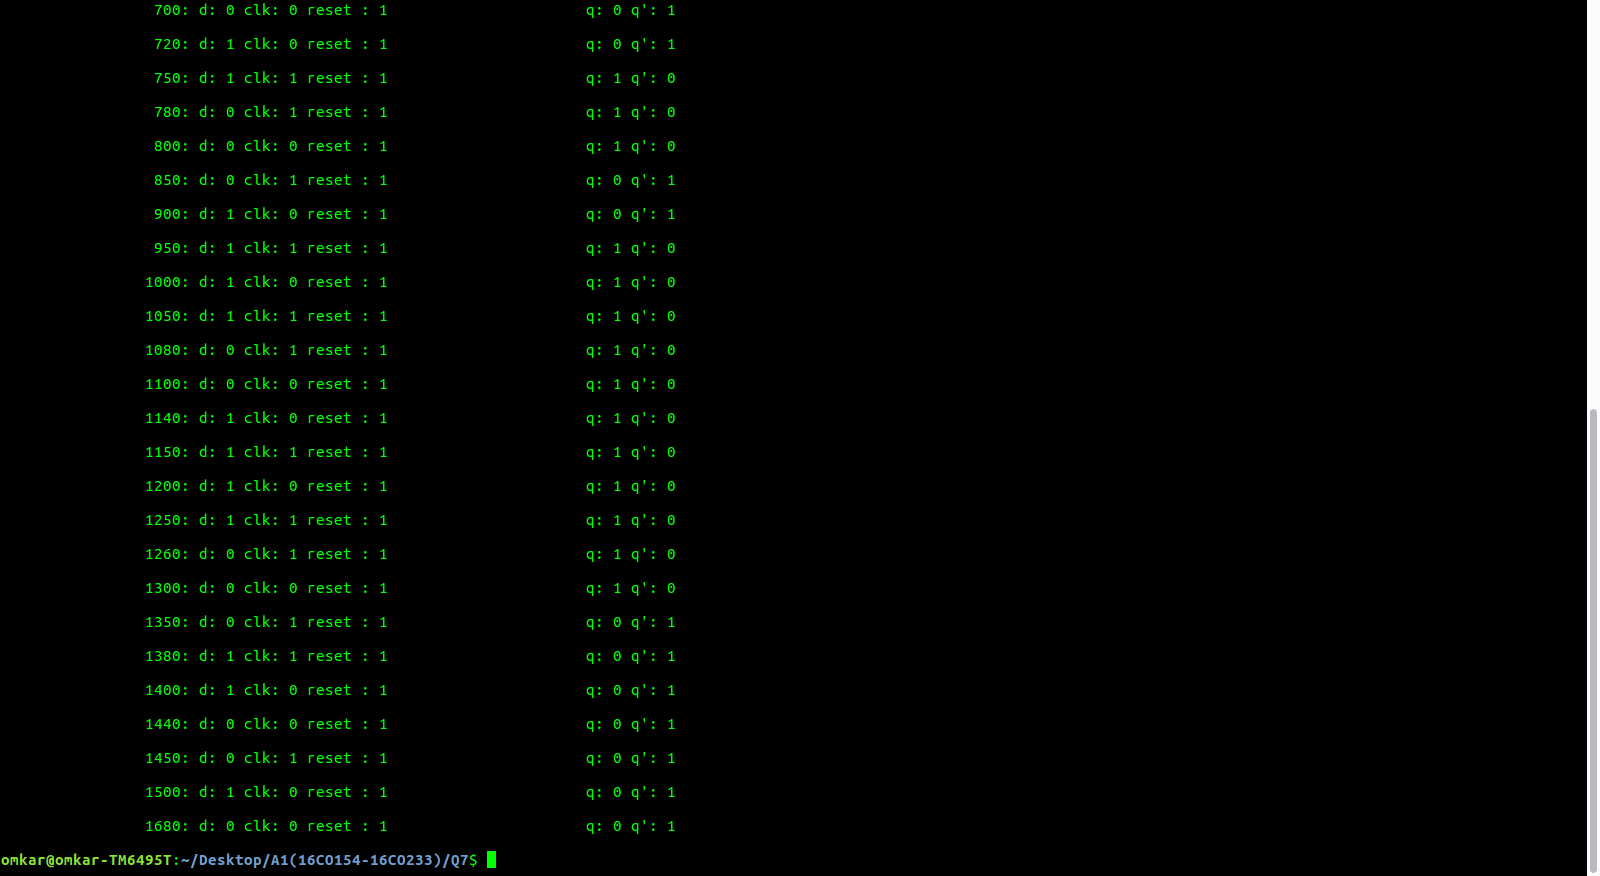 700: d: 0 clk: 0 reset : 1 q: 0 q': 1
720: d: 1 clk: 0 reset : 1 q: 0 q': 1
750: d: 1 clk: 1 reset : 1 q: 1 q': 0
780: d: 0 clk: 1 reset : 1 q: 1 q': 0
800: d: 0 clk: 0 reset : 1 q: 1 q': 0
850: d: 0 clk: 1 reset : 1 q: 0 q': 1
900: d: 1 clk: 0 reset : 1 q: 0 q': 1
950: d: 1 clk: 1 reset : 1 q: 1 q': 0
1000: d: 1 clk: 0 reset : 1 q: 1 q': 0
1050: d: 1 clk: 1 reset : 1 q: 1 q': 0
1080: d: 0 clk: 1 reset : 1 q: 1 q': 0
1100: d: 0 clk: 0 reset : 1 q: 1 q': 0
1140: d: 1 clk: 0 reset : 1 q: 1 q': 0
1150: d: 1 clk: 1 reset : 1 q: 1 q': 0
1200: d: 1 clk: 0 reset : 1 q: 1 q': 0
1250: d: 1 clk: 1 reset : 1 q: 1 q': 0
1260: d: 0 clk: 1 reset : 1 q: 1 q': 0
1300: d: 0 clk: 0 reset : 1 q: 1 q': 0
1350: d: 0 clk: 1 reset : 1 q: 0 q': 1
1380: d: 1 clk: 1 reset : 1 q: 0 q': 1
1400: d: 1 clk: 0 reset : 1 q: 0 q': 1
1440: d: 0 clk: 0 reset : 1 q: 0 q': 1
1450: d: 0 clk: 1 reset : 1 q: 0 q': 1
1500: d: 1 clk: 0 reset : 1 q: 0 q': 1
1680: d: 0 clk: 0 reset : 1 q: 0 q': 1
omkar@omkar-TM6495T:~/Desktop/A1(16CO154-16CO233)/Q7$